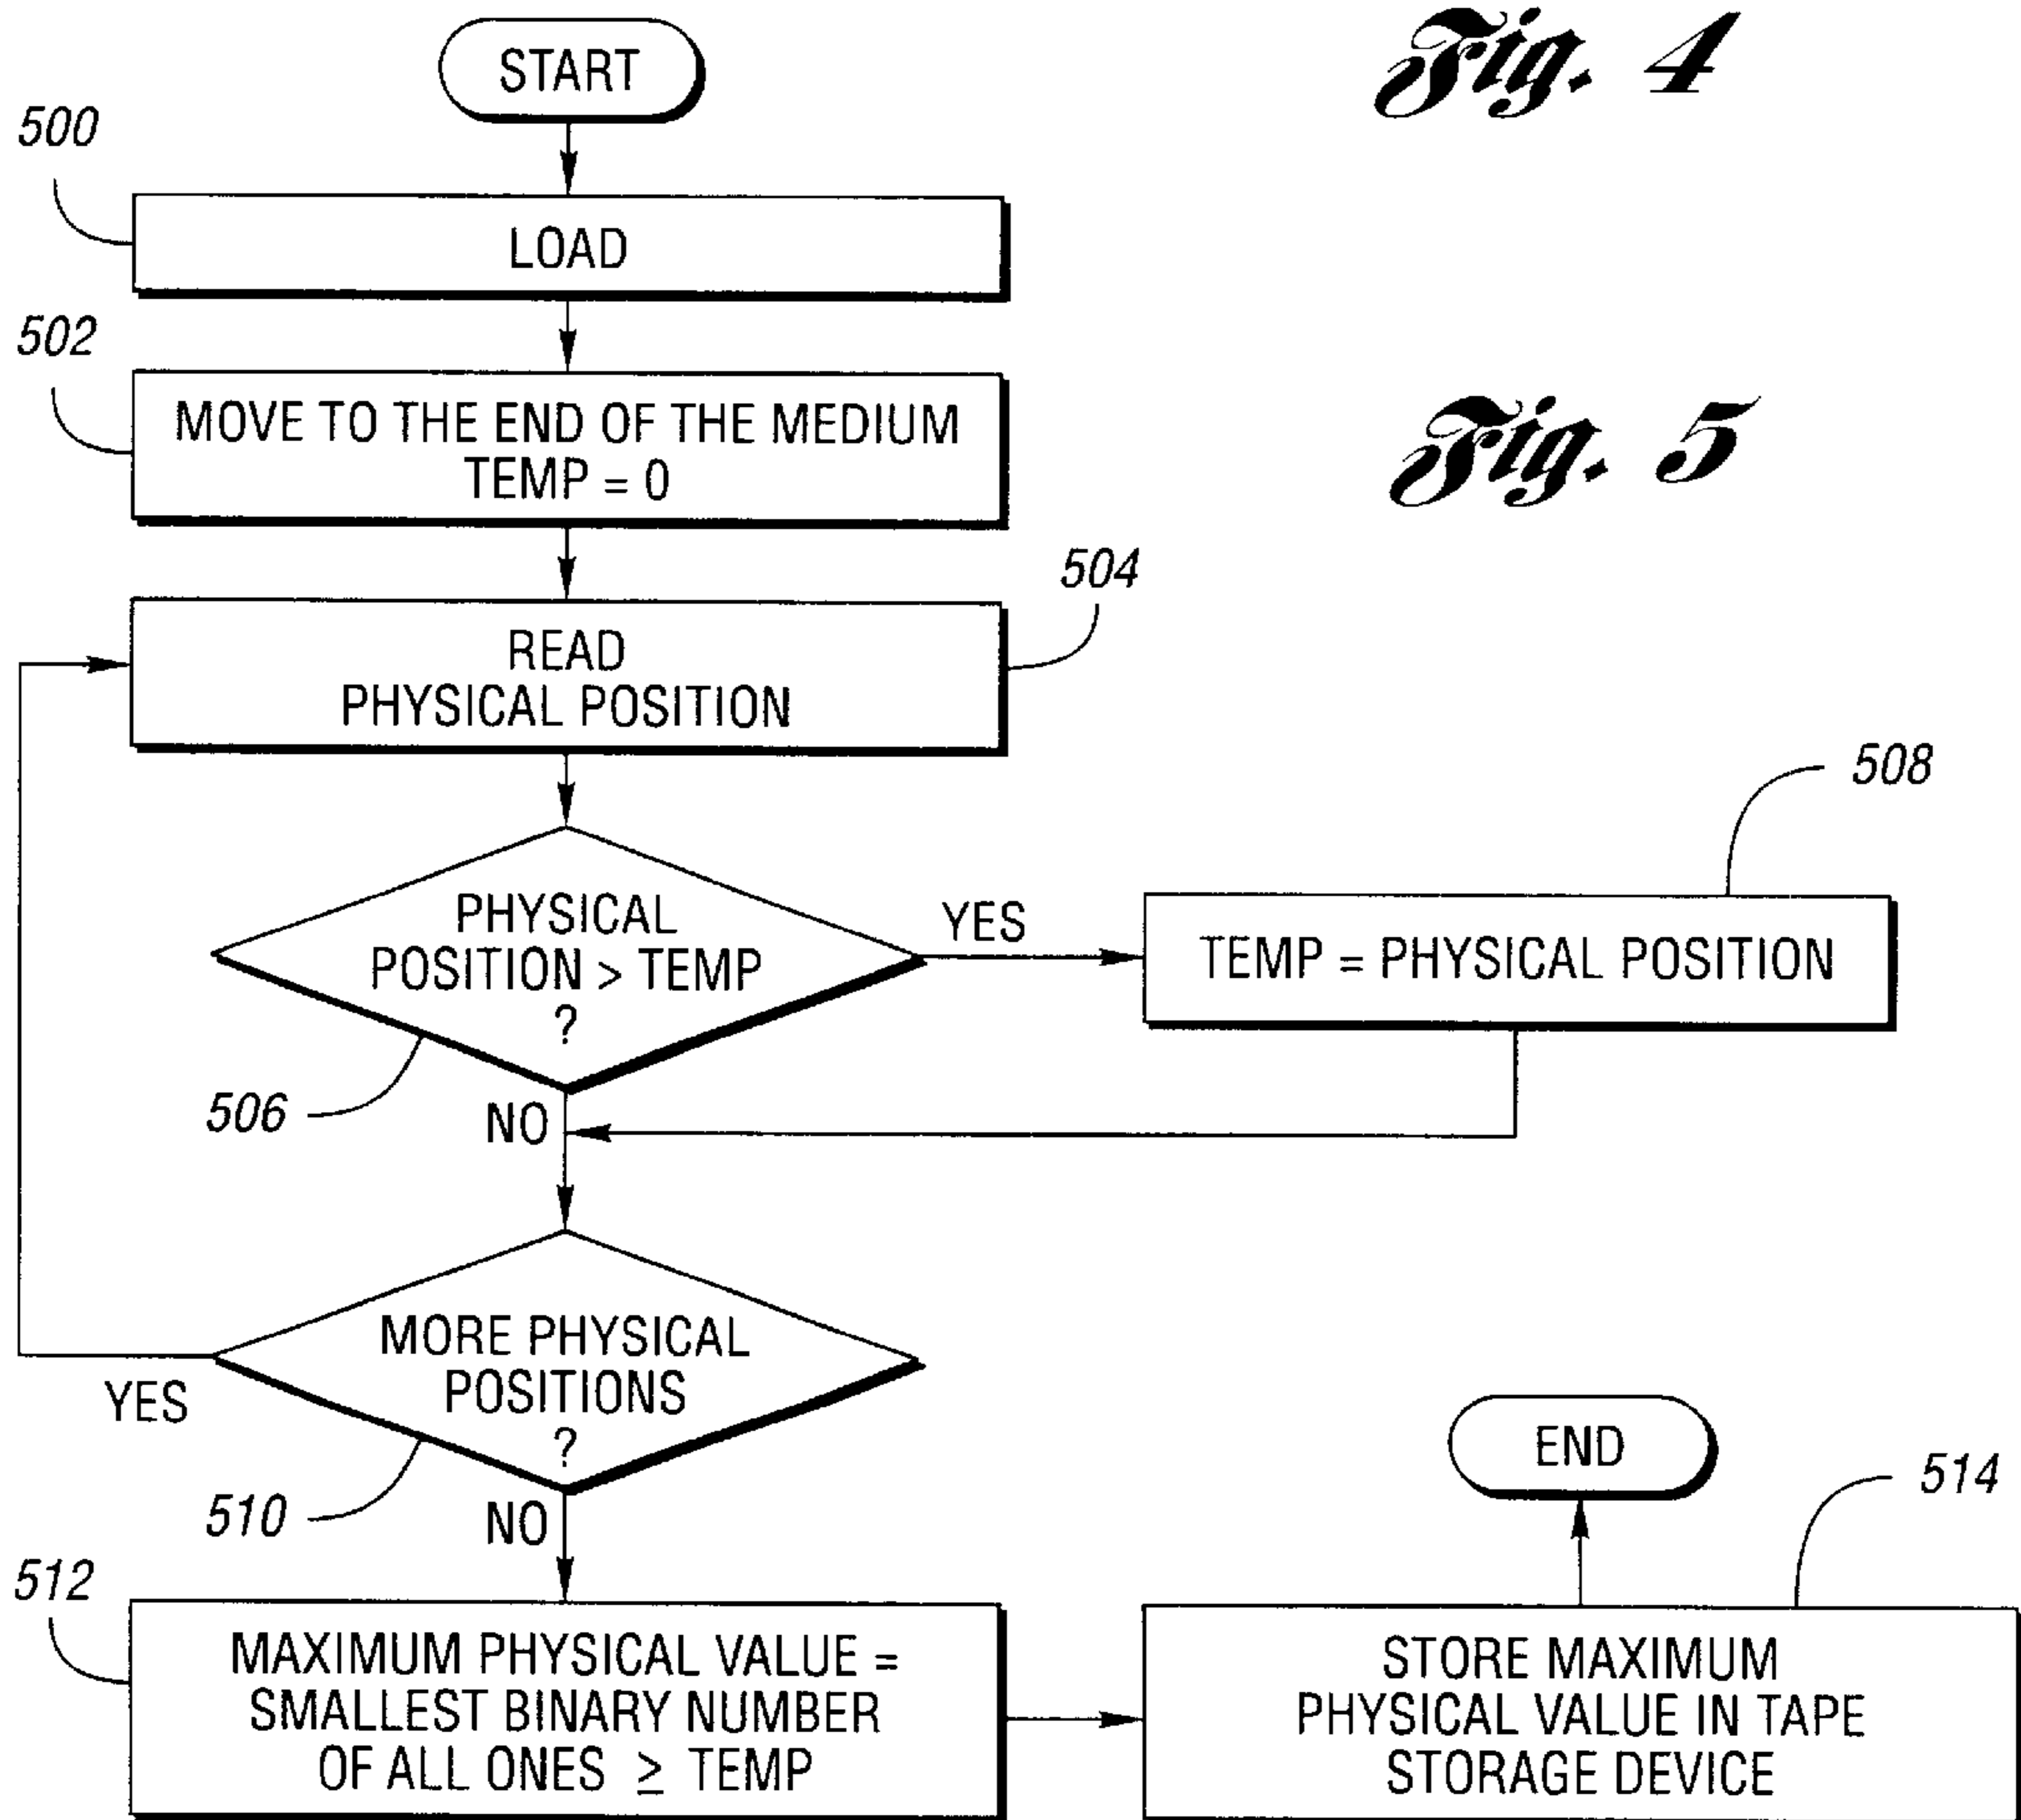 Fig. 4
START
500
LOAD
502
MOVE TO THE END OF THE MEDIUM
TEMP = 0
Fig. 5
504
READ
PHYSICAL POSITION
508
PHYSICAL
POSITION > TEMP
?
YES
TEMP = PHYSICAL POSITION
506
NO
MORE PHYSICAL
POSITIONS
?
YES
510
NO
END
514
512
MAXIMUM PHYSICAL VALUE =
SMALLEST BINARY NUMBER
OF ALL ONES ≥ TEMP
STORE MAXIMUM
PHYSICAL VALUE IN TAPE
STORAGE DEVICE